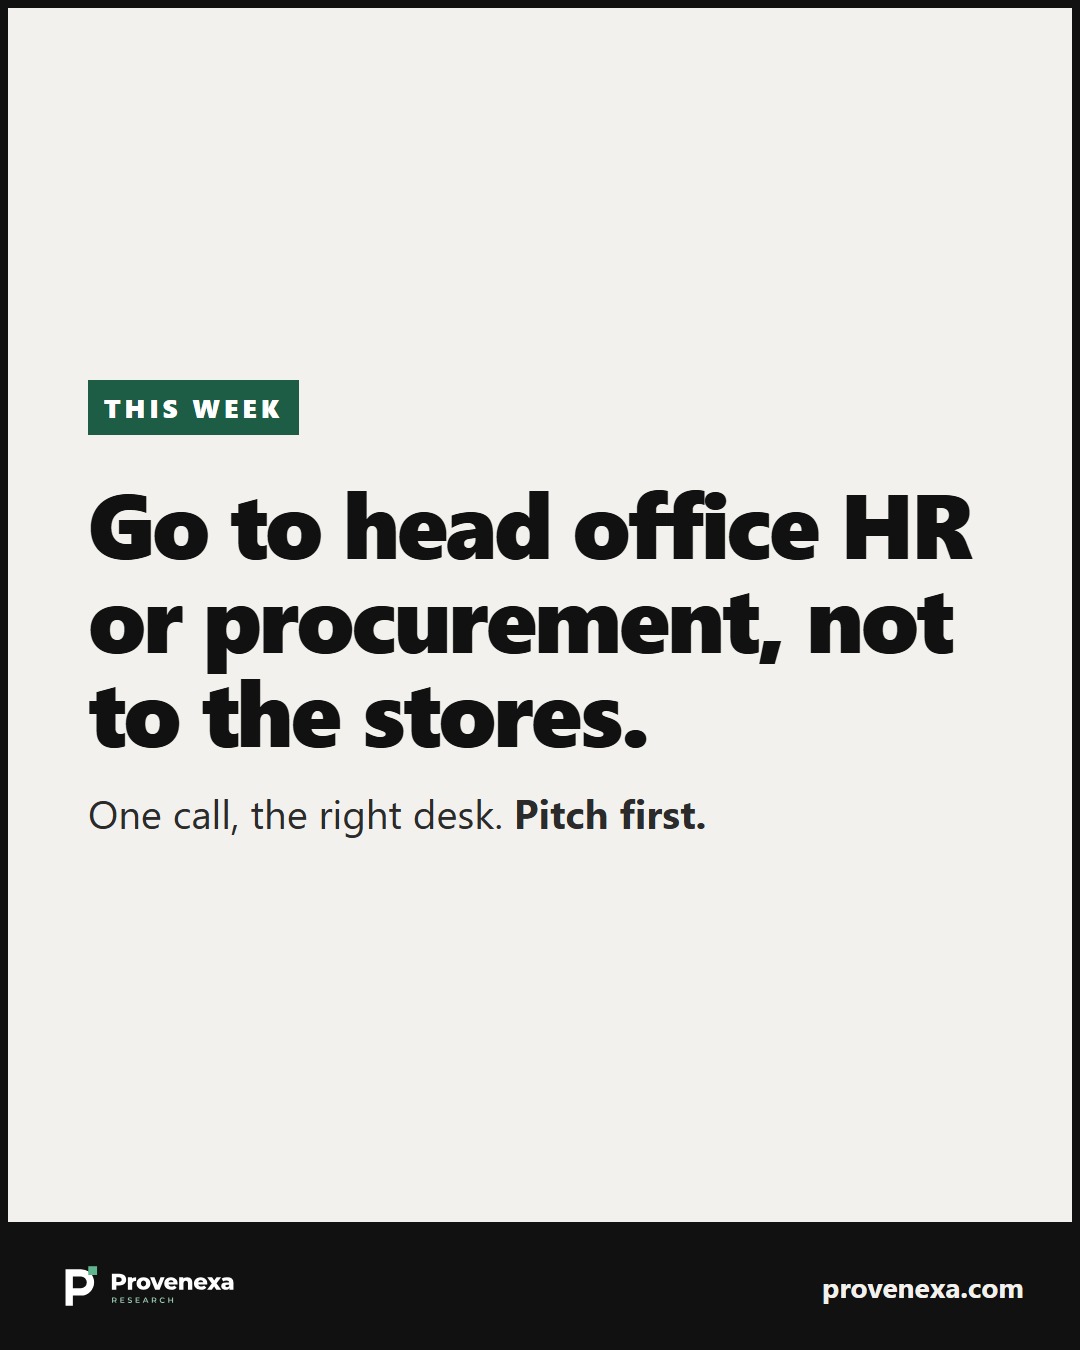 THIS WEEK
Go to head office HR
or procurement, not
to the stores.
One call, the right desk. Pitch first.
Provenexa
RESEARCH
provenexa.com